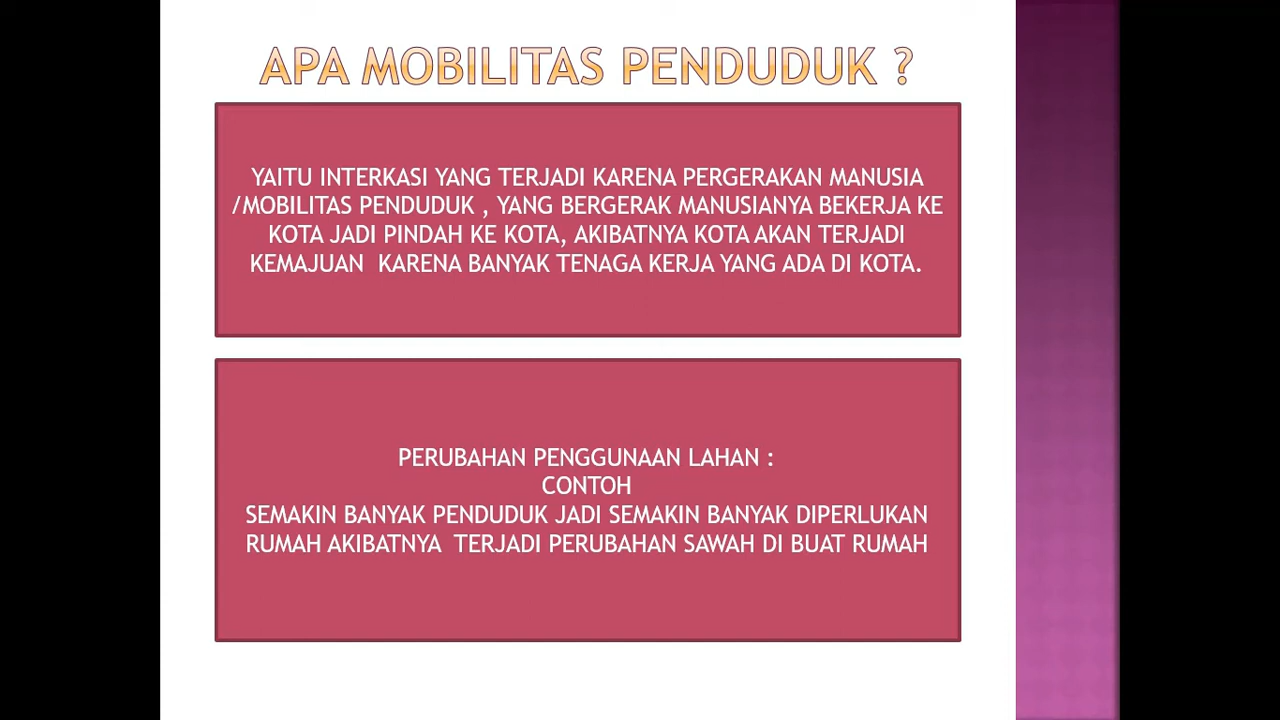 APA MOBILITAS PENDUDUK ?
YAITU INTERKASI YANG TERJADI KARENA PERGERAKAN MANUSIA
/MOBILITAS PENDUDUK , YANG BERGERAK MANUSIANYA BEKERJA KE
KOTA JADI PINDAH KE KOTA, AKIBATNYA KOTA AKAN TERJADI
KEMAJUAN  KARENA BANYAK TENAGA KERJA YANG ADA DI KOTA.
PERUBAHAN PENGGUNAAN LAHAN :
CONTOH
SEMAKIN BANYAK PENDUDUK JADI SEMAKIN BANYAK DIPERLUKAN
RUMAH AKIBATNYA  TERJADI PERUBAHAN SAWAH DI BUAT RUMAH